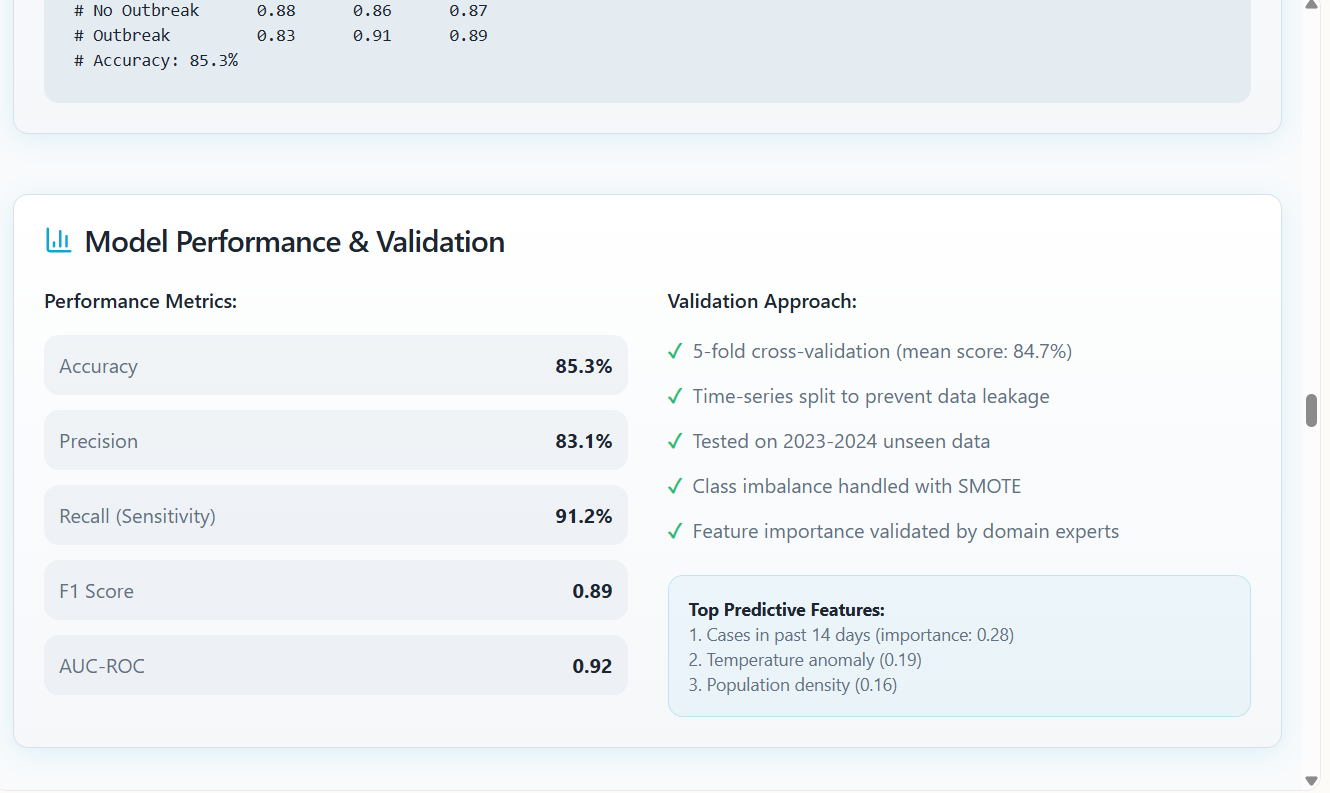 # No Outbreak 0.88 0.86 0.87
# Outbreak 0.83 0.91 0.89
# Accuracy: 85.3%
Model Performance & Validation
Performance Metrics:
Accuracy 85.3%
Precision 83.1%
Recall (Sensitivity) 91.2%
F1 Score 0.89
AUC-ROC 0.92
Validation Approach:
✓ 5-fold cross-validation (mean score: 84.7%)
✓ Time-series split to prevent data leakage
✓ Tested on 2023-2024 unseen data
✓ Class imbalance handled with SMOTE
✓ Feature importance validated by domain experts
Top Predictive Features:
1. Cases in past 14 days (importance: 0.28)
2. Temperature anomaly (0.19)
3. Population density (0.16)